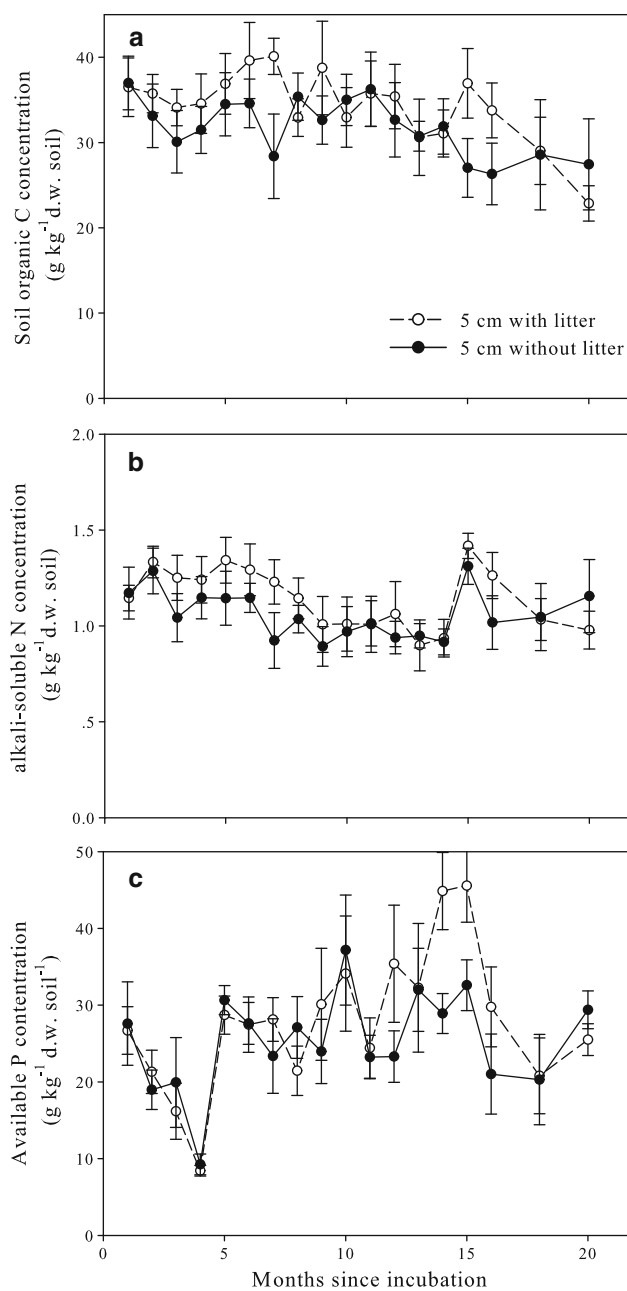 a
40
30
20
10
0
Soil organic C concentration
(g kg-1 d.w. soil)
5 cm with litter
5 cm without litter
b
2.0
1.5
1.0
.5
0.0
alkali-soluble N concentration
(g kg-1 d.w. soil)
c
50
40
30
20
10
0
Available P contentration
(g kg-1 d.w. soil-1)
0 5 10 15 20
Months since incubation